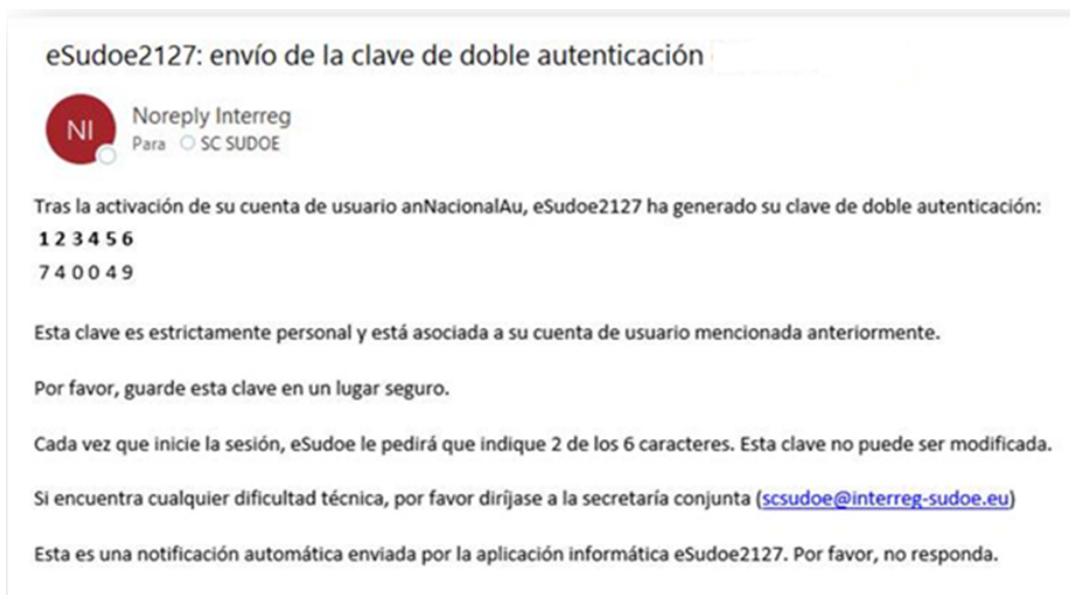 eSudoe2127: envío de la clave de doble autenticación
NI
Noreply Interreg
Para SC SUDOE
Tras la activación de su cuenta de usuario anNacionalAu, eSudoe2127 ha generado su clave de doble autenticación:
1 2 3 4 5 6
7 4 0 0 4 9
Esta clave es estrictamente personal y está asociada a su cuenta de usuario mencionada anteriormente.
Por favor, guarde esta clave en un lugar seguro.
Cada vez que inicie la sesión, eSudoe le pedirá que indique 2 de los 6 caracteres. Esta clave no puede ser modificada.
Si encuentra cualquier dificultad técnica, por favor diríjase a la secretaría conjunta (scsudoe@interreg-sudoe.eu)
Esta es una notificación automática enviada por la aplicación informática eSudoe2127. Por favor, no responda.